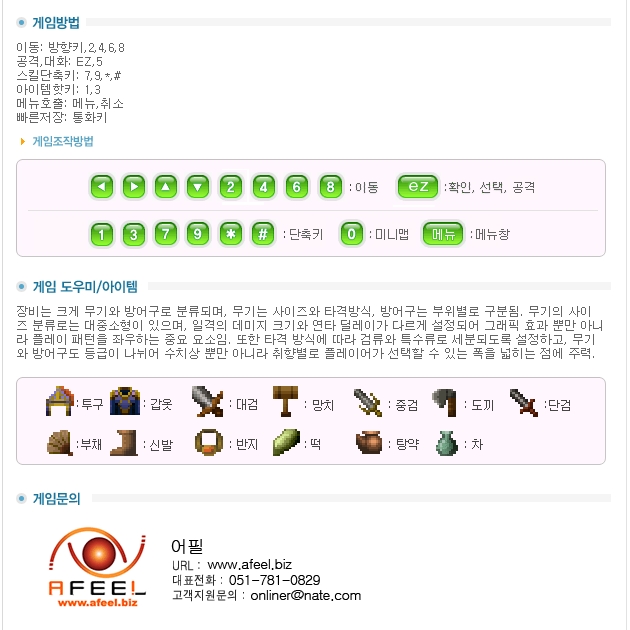 게임방법
이동: 방향키,2,4,6,8
공격,대화: EZ,5
스킬단축키: 7,9,*,#
아이템핫키: 1,3
메뉴호출: 메뉴,취소
빠른저장: 통화키
게임조작방법
2 4 6 8 : 이동 ez :확인, 선택, 공격
1 3 7 9 * # : 단축키 0 : 미니맵 메뉴 : 메뉴창
게임 도우미/아이템
장비는 크게 무기와 방어구로 분류되며, 무기는 사이즈와 타격방식, 방어구는 부위별로 구분됨. 무기의 사이
즈 분류로는 대중소형이 있으며, 일격의 데미지 크기와 연타 딜레이가 다르게 설정되어 그래픽 효과 뿐만 아니
라 플레이 패턴을 좌우하는 중요 요소임. 또한 타격 방식에 따라 검류와 특수류로 세분되도록 설정하고, 무기
와 방어구도 등급이 나뉘어 수치상 뿐만 아니라 취향별로 플레이어가 선택할 수 있는 폭을 넓히는 점에 주력.
:투구 : 갑옷 : 대검 : 망치 : 중검 : 도끼 :단검
:부채 : 신발 : 반지 : 떡 : 탕약 : 차
게임문의
AFEEL
www.afeel.biz
어필
URL : www.afeel.biz
대표전화 : 051-781-0829
고객지원문의 : onliner@nate.com